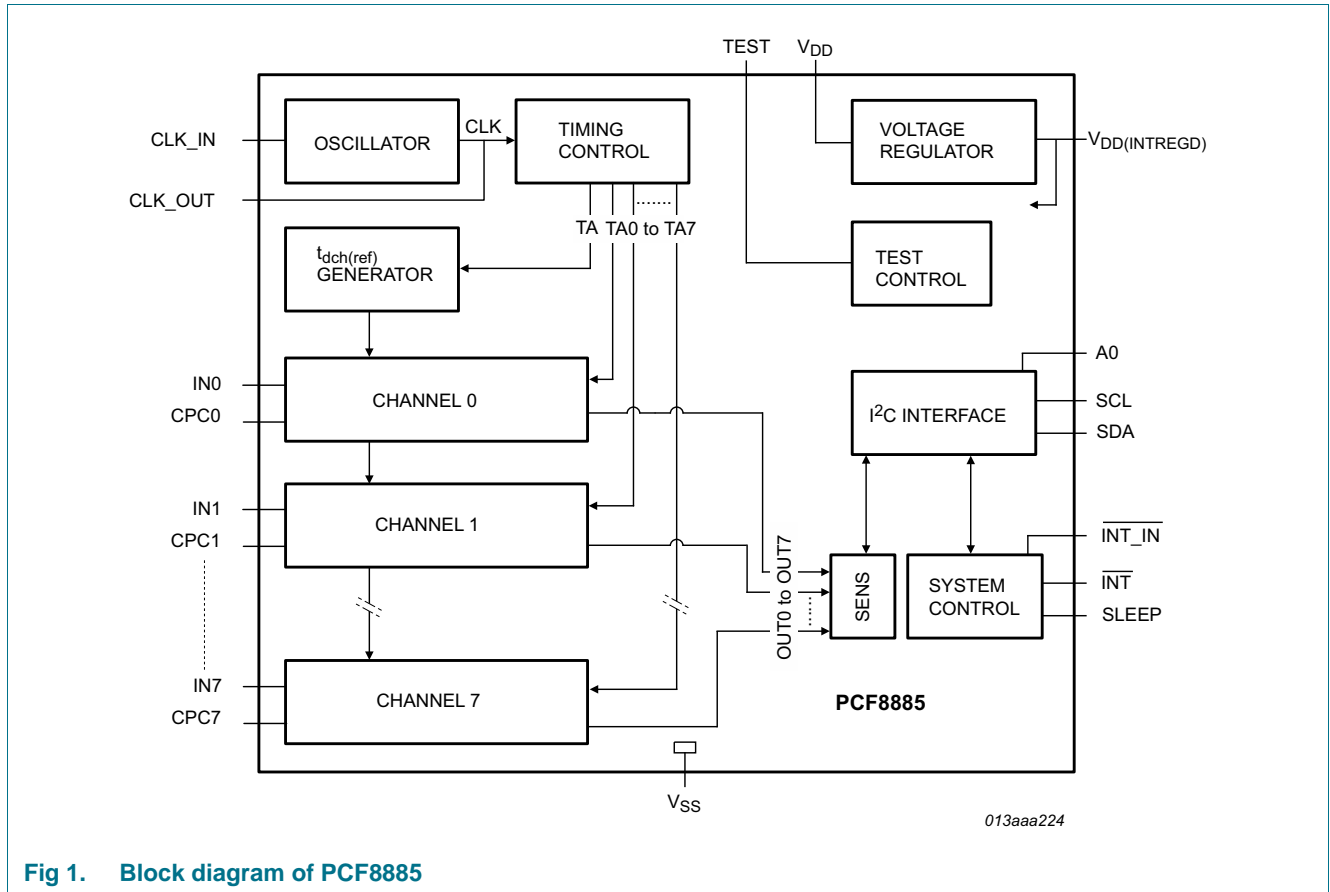 TEST VDD
CLK_IN
OSCILLATOR
CLK
TIMING
CONTROL
VOLTAGE
REGULATOR
VDD(INTREGD)
CLK_OUT
TA TA0 to TA7
tdch(ref)
GENERATOR
TEST
CONTROL
IN0
CPC0
CHANNEL 0
A0
SCL
SDA
I2C INTERFACE
IN1
CPC1
CHANNEL 1
OUT0 to OUT7
SENS
SYSTEM
CONTROL
INT_IN
INT
SLEEP
IN7
CPC7
CHANNEL 7
PCF8885
VSS
013aaa224
Fig 1. Block diagram of PCF8885